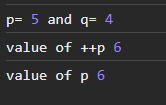 p= 5 and q= 4
value of ++p 6
value of p 6